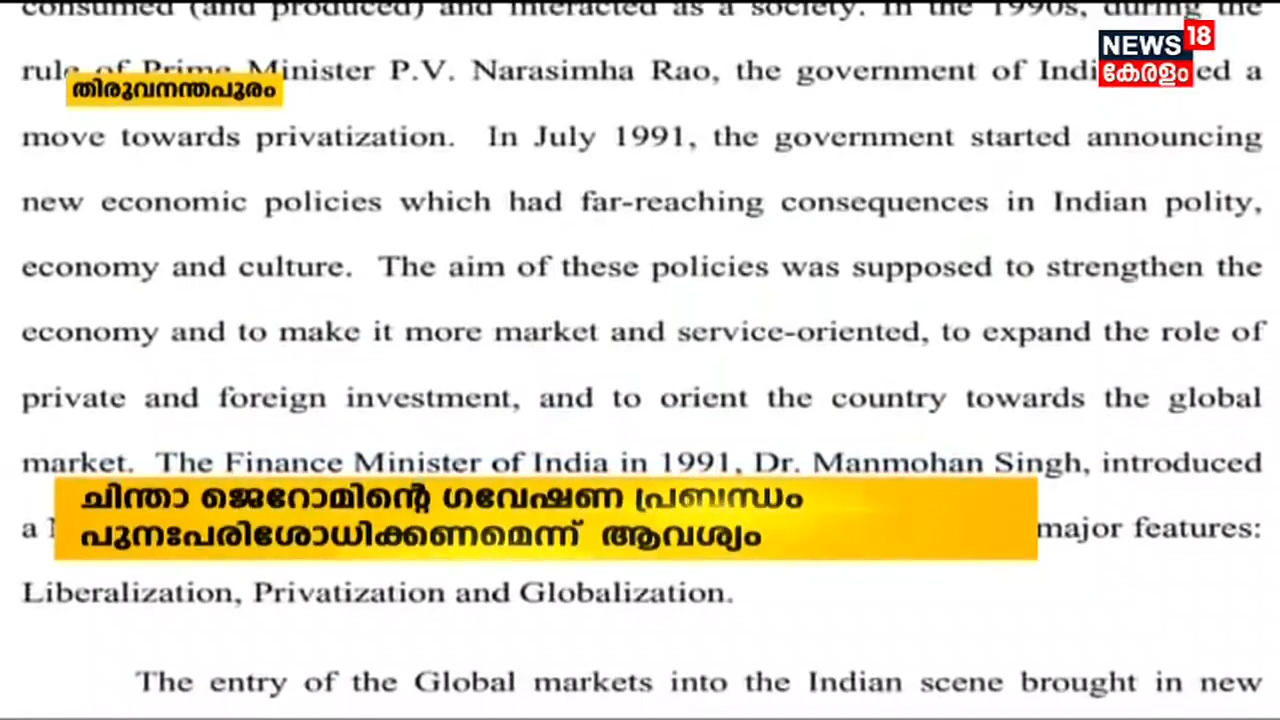 consumed (and produced) and interacted as a society. In the 1990s, during the
NEWS 18
കേരളം
rule of Prime Minister P.V. Narasimha Rao, the government of Indi ed a
തിരുവനന്തപുരം
move towards privatization. In July 1991, the government started announcing
new economic policies which had far-reaching consequences in Indian polity,
economy and culture. The aim of these policies was supposed to strengthen the
economy and to make it more market and service-oriented, to expand the role of
private and foreign investment, and to orient the country towards the global
market. The Finance Minister of India in 1991, Dr. Manmohan Singh, introduced
ചിന്താ ജെറോമിന്റെ ഗവേഷണ പ്രബന്ധം
പുനഃപരിശോധിക്കണമെന്ന് ആവശ്യം
a major features:
Liberalization, Privatization and Globalization.
The entry of the Global markets into the Indian scene brought in new